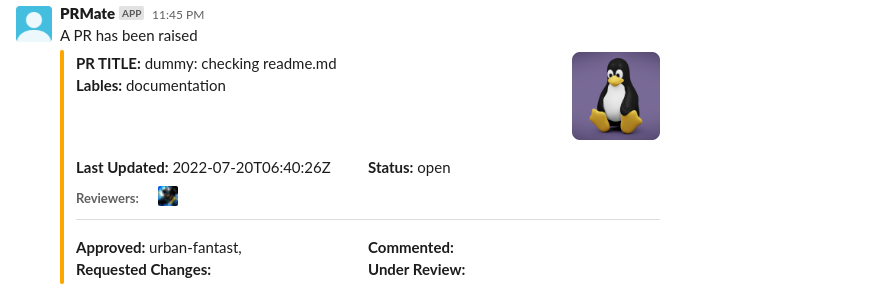 PRMate APP 11:45 PM
A PR has been raised
PR TITLE: dummy: checking readme.md
Lables: documentation
Last Updated: 2022-07-20T06:40:26Z Status: open
Reviewers:
Approved: urban-fantast, Commented:
Requested Changes: Under Review: